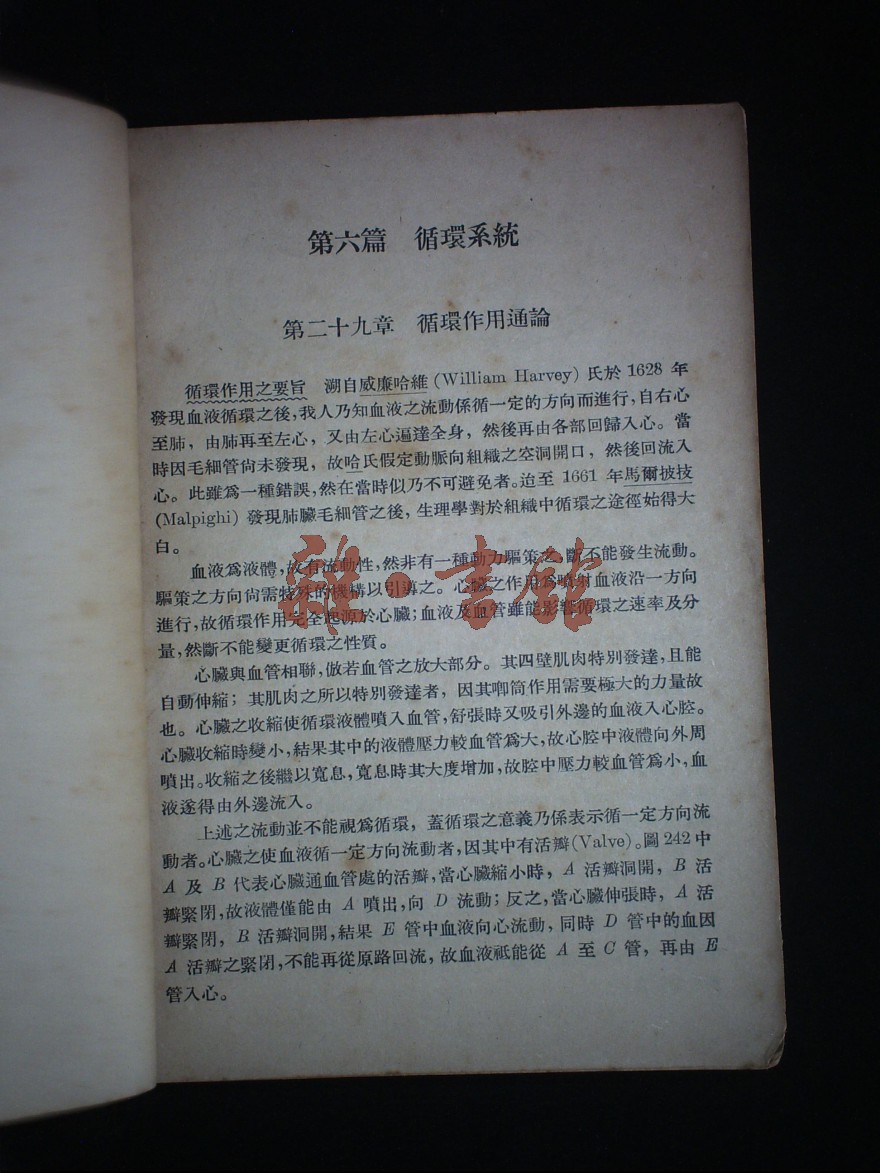 第六篇　循環系統
第二十九章　循環作用通論
循環作用之要旨　溯自威廉哈維 (William Harvey) 氏於 1628 年
發現血液循環之後，我人乃知血液之流動係循一定的方向而進行，自右心
至肺，由肺再至左心，又由左心逼達全身，然後再由各部回歸入心。當
時因毛細管尙未發現，故哈氏假定動脈向組織之空洞開口，然後回流入
心。此雖爲一種錯誤，然在當時似乃不可避免者。迨至 1661 年馬爾披技
(Malpighi) 發現肺臟毛細管之後，生理學對於組織中循環之途徑始得大
白。
血液爲液體，故有流動性，然非有一種動力驅策之，斷不能發生流動。
驅策之方向尙需特殊的機構以引導之。心臟之作用爲噴射血液沿一方向
進行，故循環作用完全起源於心臟；血液及血管雖能影響循環之速率及分
量，然斷不能變更循環之性質。
心臟與血管相聯，倣若血管之放大部分。其四壁肌肉特別發達，且能
自動伸縮；其肌肉之所以特別發達者，因其喞筒作用需要極大的力量故
也。心臟之收縮使循環液體噴入血管，舒張時又吸引外邊的血液入心腔。
心臟收縮時變小，結果其中的液體壓力較血管爲大，故心腔中液體向外周
噴出。收縮之後繼以寬息，寬息時其大度增加，故腔中壓力較血管爲小，血
液遂得由外邊流入。
上述之流動並不能視爲循環，蓋循環之意義乃係表示循一定方向流
動者。心臟之使血液循一定方向流動者，因其中有活瓣(Valve)。圖 242 中
A 及 B 代表心臟通血管處的活瓣，當心臟縮小時，A 活瓣洞開，B 活
瓣緊閉，故液體僅能由 A 噴出，向 D 流動；反之，當心臟伸張時，A 活
瓣緊閉，B 活瓣洞開，結果 E 管中血液向心流動，同時 D 管中的血因
A 活瓣之緊閉，不能再從原路回流，故血液祇能從 A 至 C 管，再由 E
管入心。
雜·書館